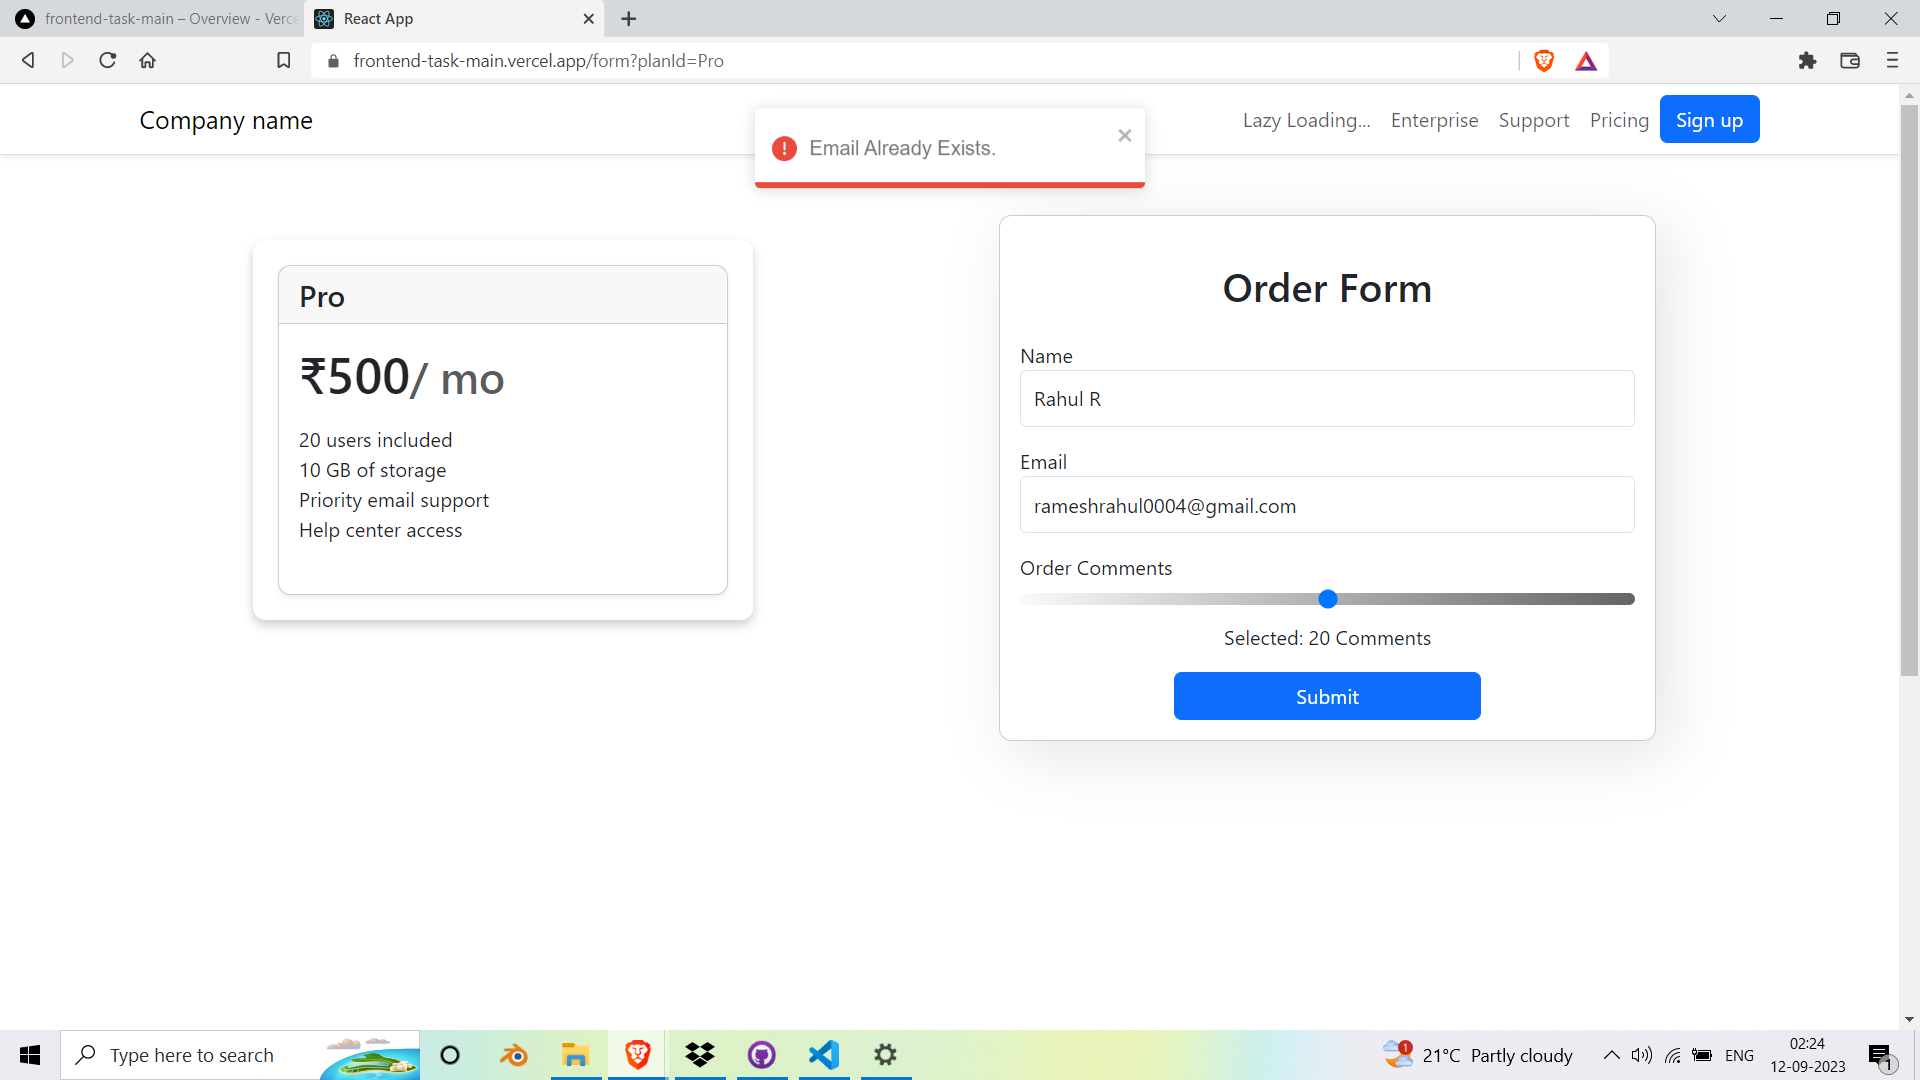 frontend-task-main – Overview - Verc
React App
frontend-task-main.vercel.app/form?planId=Pro
Company name
Email Already Exists.
Lazy Loading...
Enterprise
Support
Pricing
Sign up
Pro
₹500/ mo
20 users included
10 GB of storage
Priority email support
Help center access
Order Form
Name
Rahul R
Email
rameshrahul0004@gmail.com
Order Comments
Selected: 20 Comments
Submit
Type here to search
1
21°C Partly cloudy
ENG
02:24
12-09-2023
1